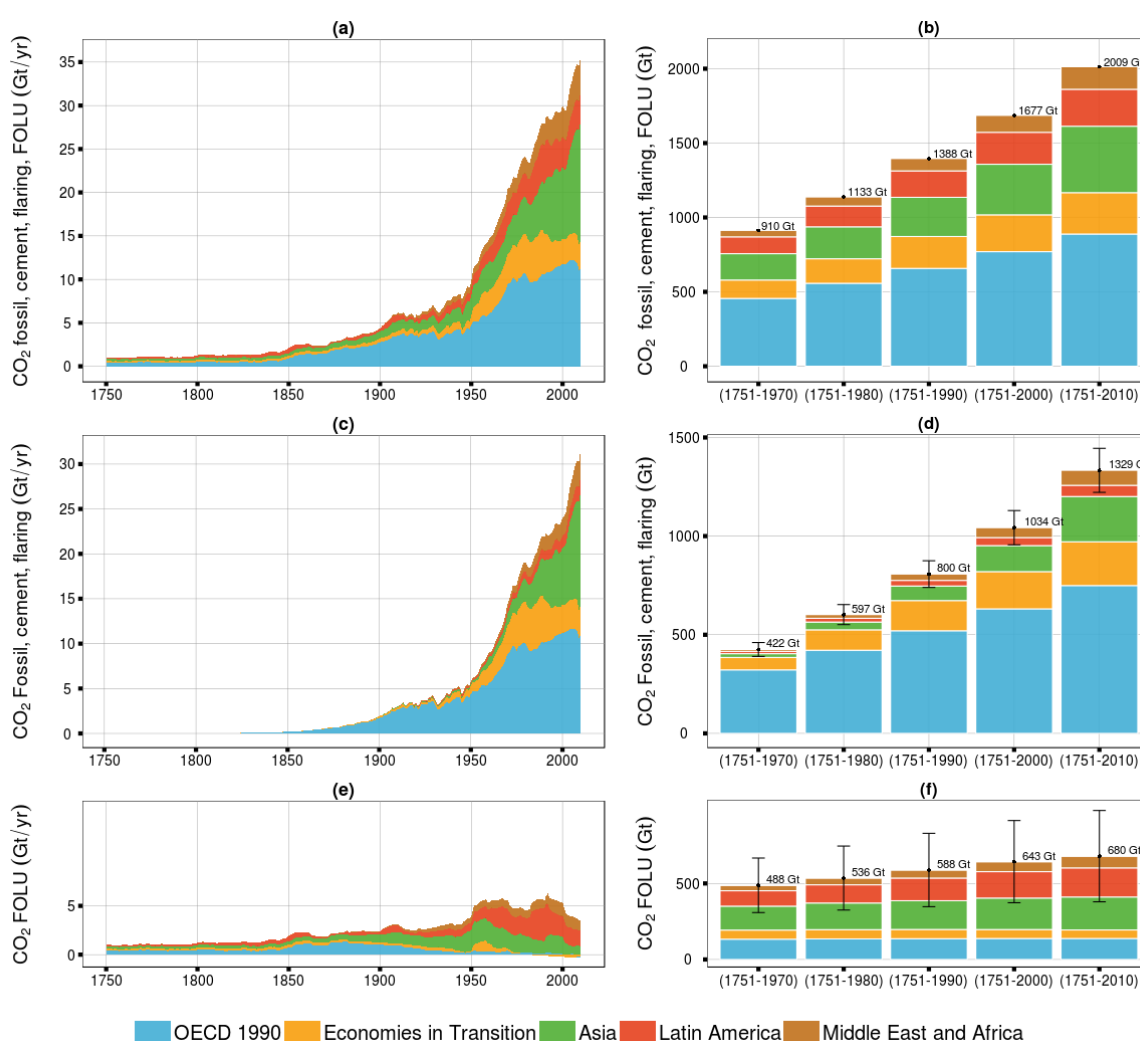 (a)
CO2 fossil, cement, flaring, FOLU (Gt/yr)
35
30
25
20
15
10
5
0
1750 1800 1850 1900 1950 2000
(b)
CO2 fossil, cement, flaring, FOLU (Gt)
2000
1500
1000
500
0
910 Gt
1133 Gt
1388 Gt
1677 Gt
2009 G
(1751-1970) (1751-1980) (1751-1990) (1751-2000) (1751-2010)
(c)
CO2 Fossil, cement, flaring (Gt/yr)
30
25
20
15
10
5
0
1750 1800 1850 1900 1950 2000
(d)
CO2 Fossil, cement, flaring (Gt)
1500
1000
500
0
422 Gt
597 Gt
800 Gt
1034 Gt
1329 G
(1751-1970) (1751-1980) (1751-1990) (1751-2000) (1751-2010)
(e)
CO2 FOLU (Gt/yr)
5
0
1750 1800 1850 1900 1950 2000
(f)
CO2 FOLU (Gt)
500
0
488 Gt
536 Gt
588 Gt
643 Gt
680 Gt
(1751-1970) (1751-1980) (1751-1990) (1751-2000) (1751-2010)
OECD 1990 Economies in Transition Asia Latin America Middle East and Africa